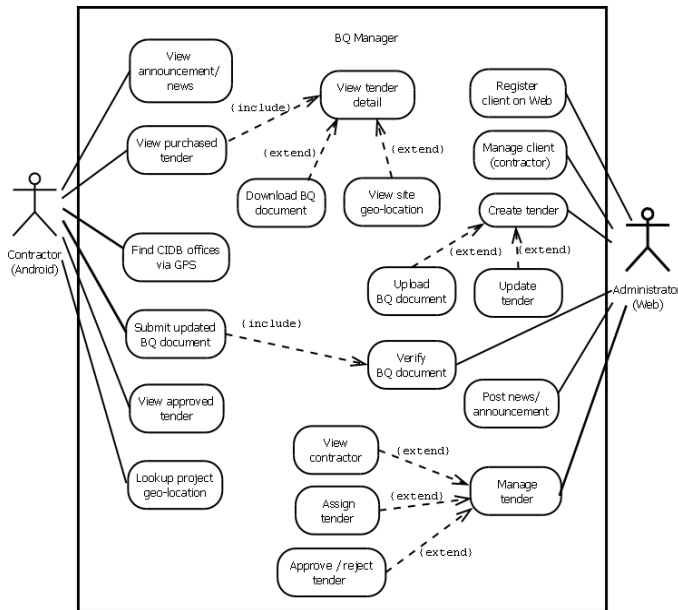 BQ Manager
View
announcement/
news
View tender
detail
Register
client on Web
{include}
View purchased
tender
Manage client
(contractor)
{extend}
{extend}
Download BQ
document
View site
geo-location
Create tender
Contractor
(Android)
Find CIDB offices
via GPS
{extend}
{extend}
Upload
BQ document
Update
tender
Administrator
(Web)
Submit updated
BQ document
{include}
Verify
BQ document
View approved
tender
Post news/
announcement
View
contractor
{extend}
Lookup project
geo-location
Manage
tender
Assign
tender
{extend}
Approve / reject
tender
{extend}